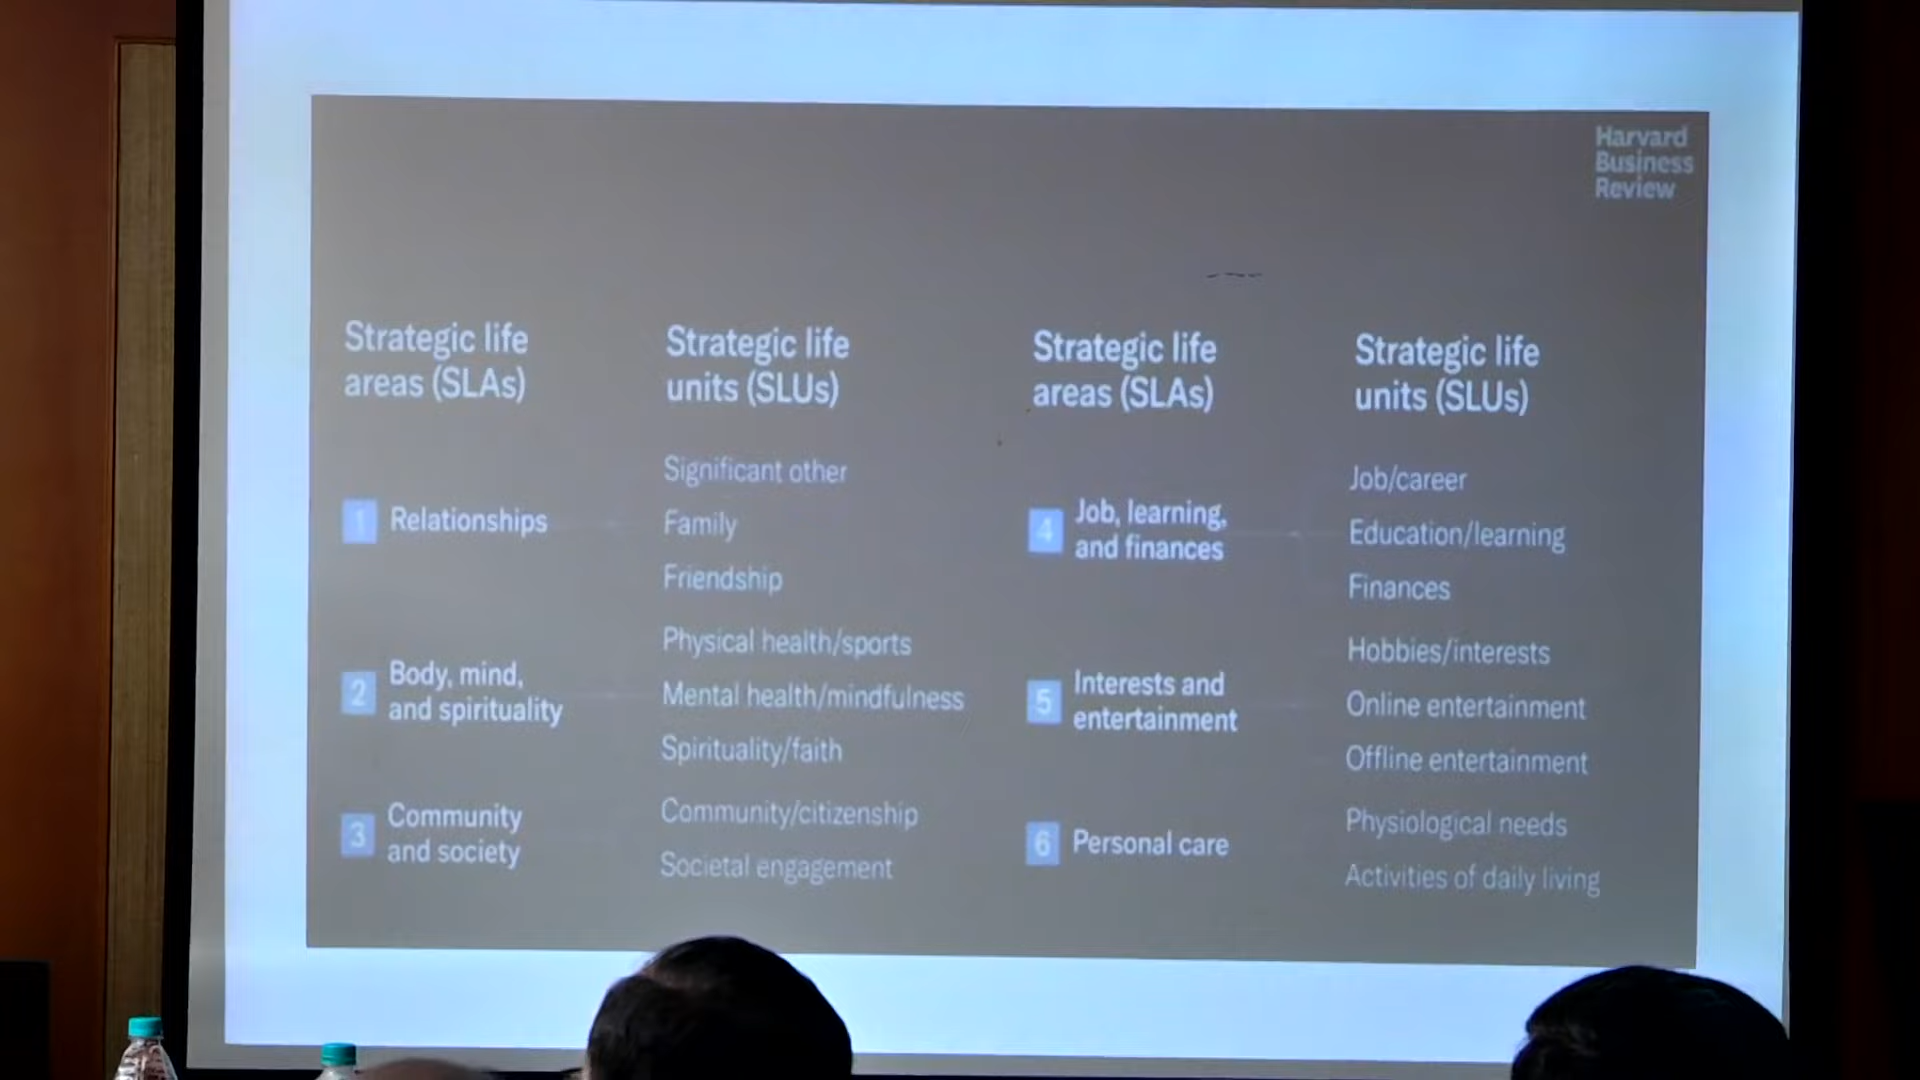 Harvard
Business
Review
Strategic life
areas (SLAs)
Strategic life
units (SLUs)
1
Relationships
Significant other
Family
Friendship
2
Body, mind,
and spirituality
Physical health/sports
Mental health/mindfulness
Spirituality/faith
3
Community
and society
Community/citizenship
Societal engagement
Strategic life
areas (SLAs)
Strategic life
units (SLUs)
4
Job, learning,
and finances
Job/career
Education/learning
Finances
5
Interests and
entertainment
Hobbies/interests
Online entertainment
Offline entertainment
6
Personal care
Physiological needs
Activities of daily living